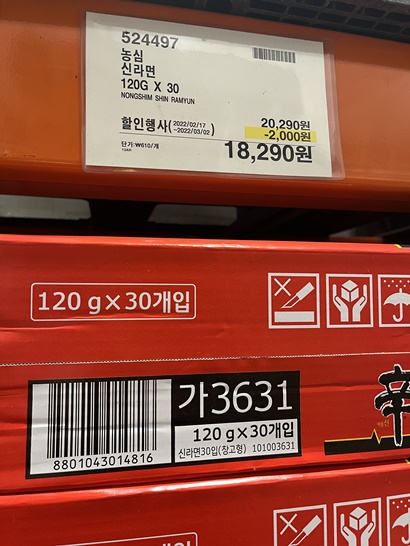 524497
농심
신라면
120G X 30
NONGSHIM SHIN RAMYUN
할인행사(2022/02/17 ~2022/03/02)
20,290원
-2,000원
18,290원
단가:₩610/개
120 g×30개입
가3631
120 g×30개입
신라면30입(창고형) 101003631
8801043014816
辛